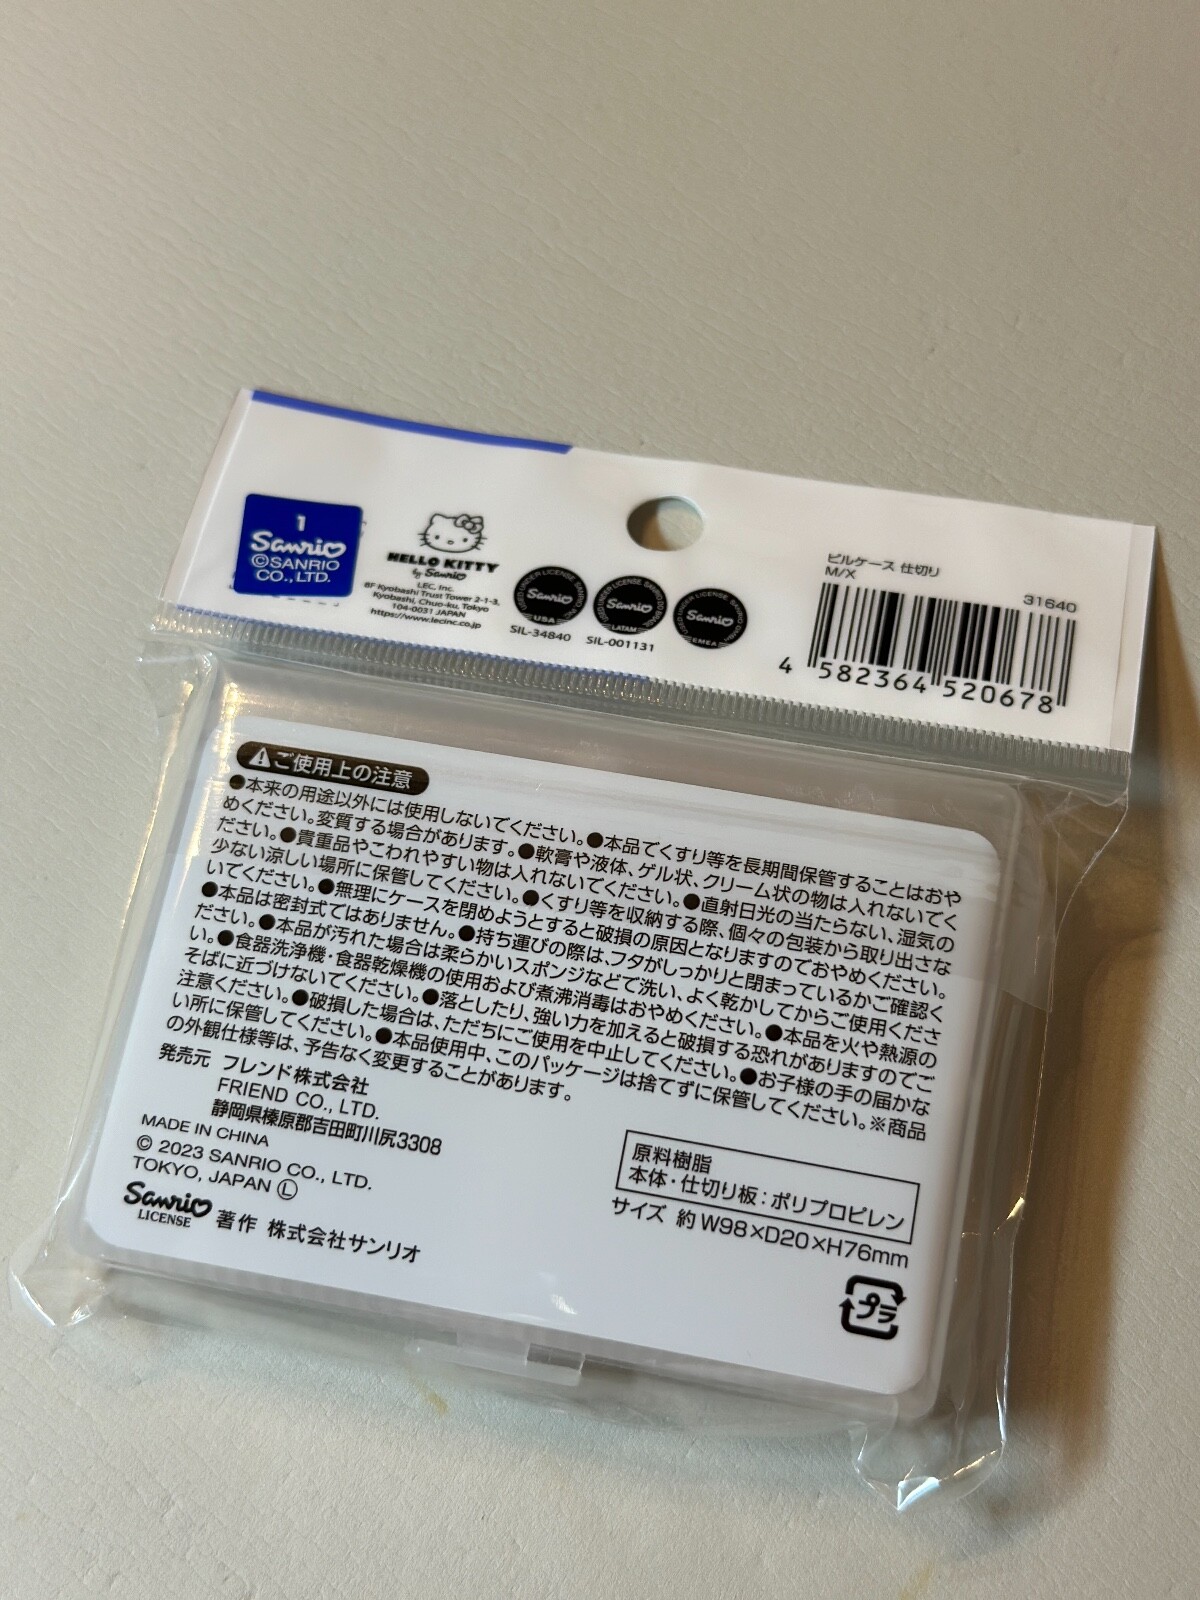 1
Sanrio
©SANRIO
CO.,LTD.
HELLO KITTY
by Sanrio
LEC, Inc.
8F Kyobashi Trust Tower 2-1-3,
Kyobashi, Chuo-ku, Tokyo
104-0031 JAPAN
https://www.lecinc.co.jp
Sanrio
USA
SIL-34840
Sanrio
LATAM
SIL-001131
Sanrio
EMEA
ピルケース 仕切り
M/X
31640
4 582364 520678
ご使用上の注意
●本来の用途以外には使用しないでください。●本品でくすり等を長期間保管することはおや
めください。変質する場合があります。●軟膏や液体、ゲル状、クリーム状の物は入れないでく
ださい。●貴重品やこわれやすい物は入れないでください。●直射日光の当たらない、湿気の
少ない涼しい場所に保管してください。●くすり等を収納する際、個々の包装から取り出さな
いでください。●無理にケースを閉めようとすると破損の原因となりますのでおやめください。
●本品は密封式ではありません。●持ち運びの際は、フタがしっかりと閉まっているかご確認く
ださい。●本品が汚れた場合は柔らかいスポンジなどで洗い、よく乾かしてからご使用くださ
い。●食器洗浄機・食器乾燥機の使用および煮沸消毒はおやめください。●本品を火や熱源の
そばに近づけないでください。●落としたり、強い力を加えると破損する恐れがありますのでご
注意ください。●破損した場合は、ただちにご使用を中止してください。●お子様の手の届かな
い所に保管してください。●本品使用中、このパッケージは捨てずに保管してください。※商品
の外観仕様等は、予告なく変更することがあります。
発売元 フレンド株式会社
FRIEND CO., LTD.
静岡県榛原郡吉田町川尻3308
MADE IN CHINA
© 2023 SANRIO CO., LTD.
TOKYO, JAPAN Ⓛ
Sanrio
LICENSE
著作 株式会社サンリオ
原料樹脂
本体・仕切り板：ポリプロピレン
サイズ 約W98×D20×H76mm
プラ